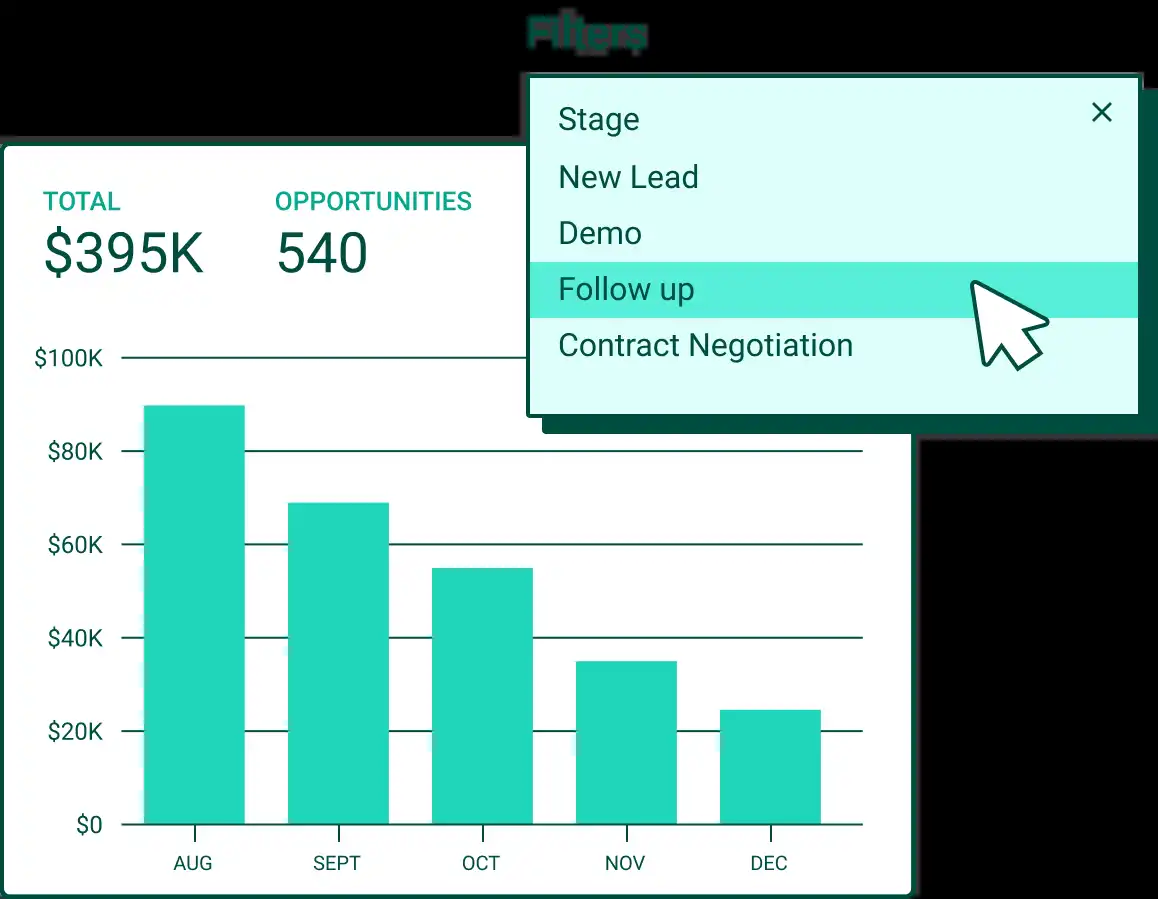 Filters
Stage
New Lead
Demo
Follow up
Contract Negotiation
TOTAL
$395K
OPPORTUNITIES
540
$100K
$80K
$60K
$40K
$20K
$0
AUG SEPT OCT NOV DEC